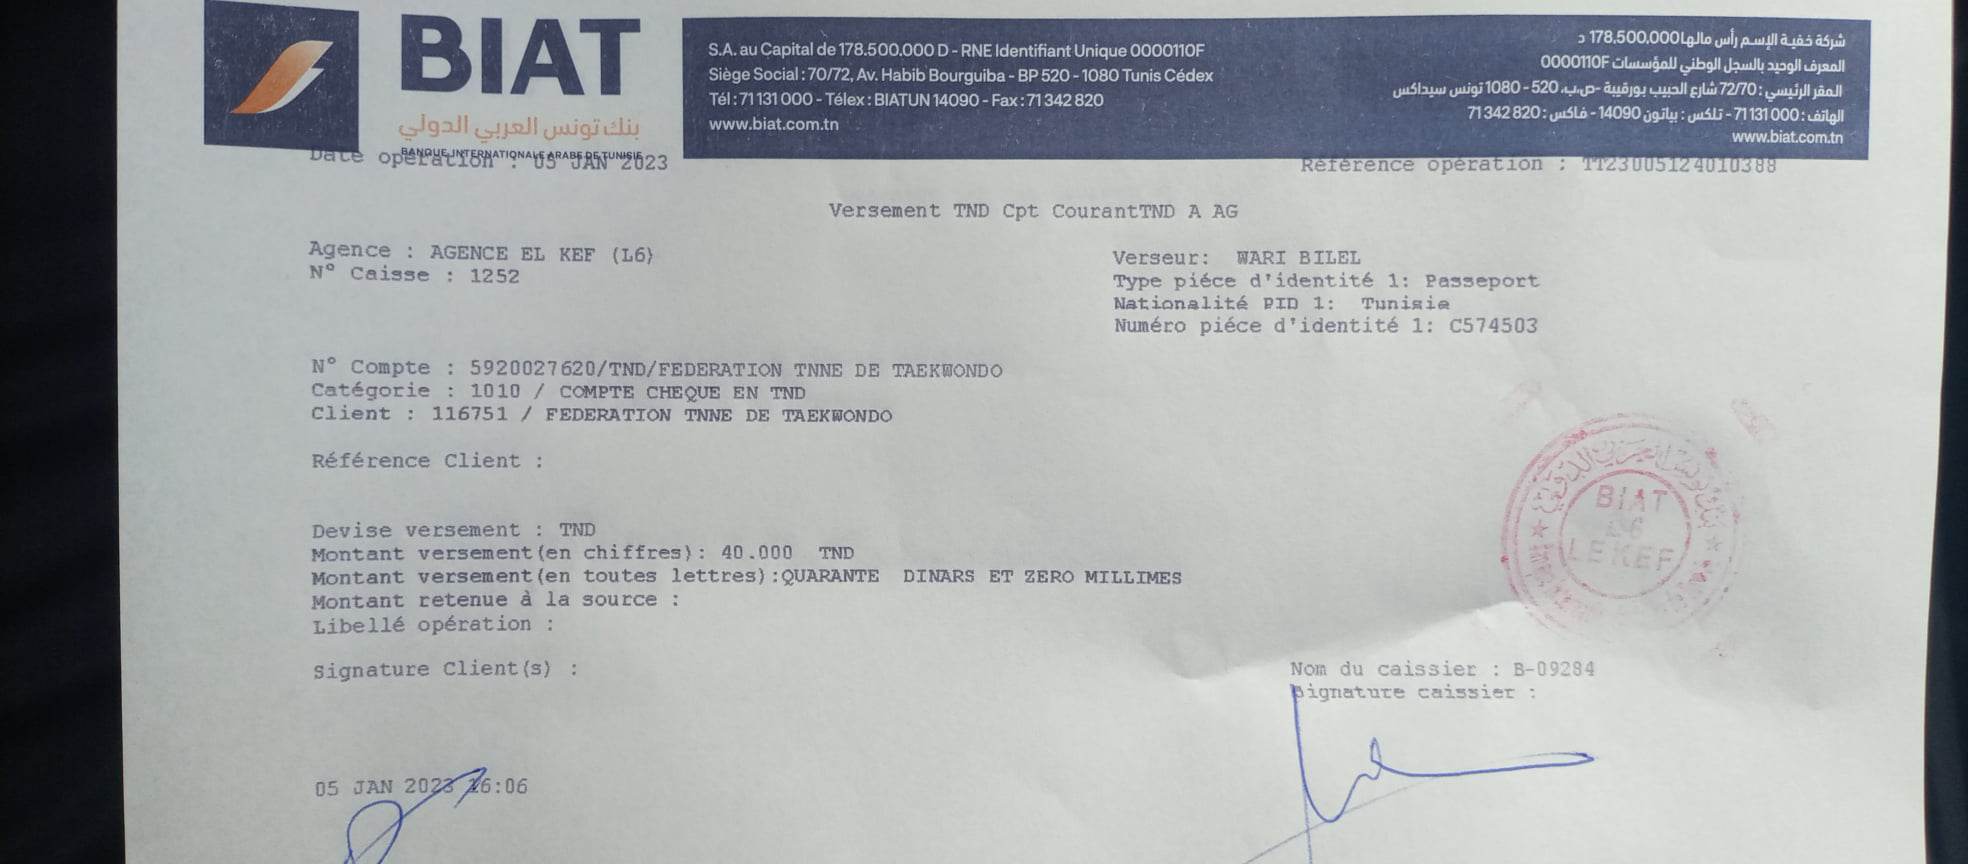 BIAT
بنك تونس العربي الدولي
BANQUE INTERNATIONALE ARABE DE TUNISIE
S.A. au Capital de 178.500.000 D - RNE Identifiant Unique 0000110F
Siège Social : 70/72, Av. Habib Bourguiba - BP 520 - 1080 Tunis Cédex
Tél : 71 131 000 - Télex : BIATUN 14090 - Fax : 71 342 820
www.biat.com.tn
شركة خفية الإسم رأس مالها 178,500,000 د
المعرف الوحيد بالسجل الوطني للمؤسسات 0000110F
المقر الرئيسي : 72/70 شارع الحبيب بورقيبة -ص.ب. 520 - 1080 تونس سيداكس
الهاتف : 71 131 000 - تلكس : بياتون 14090 - فاكس : 71 342 820
www.biat.com.tn
Date opération : 05 JAN 2023
Référence opération : TT23005124010388
Versement TND Cpt CourantTND A AG
Agence : AGENCE EL KEF (L6)
N° Caisse : 1252
Verseur: WARI BILEL
Type piéce d'identité 1: Passeport
Nationalité PID 1: Tunisie
Numéro piéce d'identité 1: C574503
N° Compte : 5920027620/TND/FEDERATION TNNE DE TAEKWONDO
Catégorie : 1010 / COMPTE CHEQUE EN TND
Client : 116751 / FEDERATION TNNE DE TAEKWONDO
Référence Client :
Devise versement : TND
Montant versement(en chiffres): 40.000 TND
Montant versement(en toutes lettres):QUARANTE DINARS ET ZERO MILLIMES
Montant retenue à la source :
Libellé opération :
BIAT
LE KEF
Signature Client(s) :
Nom du caissier : B-09284
Signature caissier :
05 JAN 2023 16:06